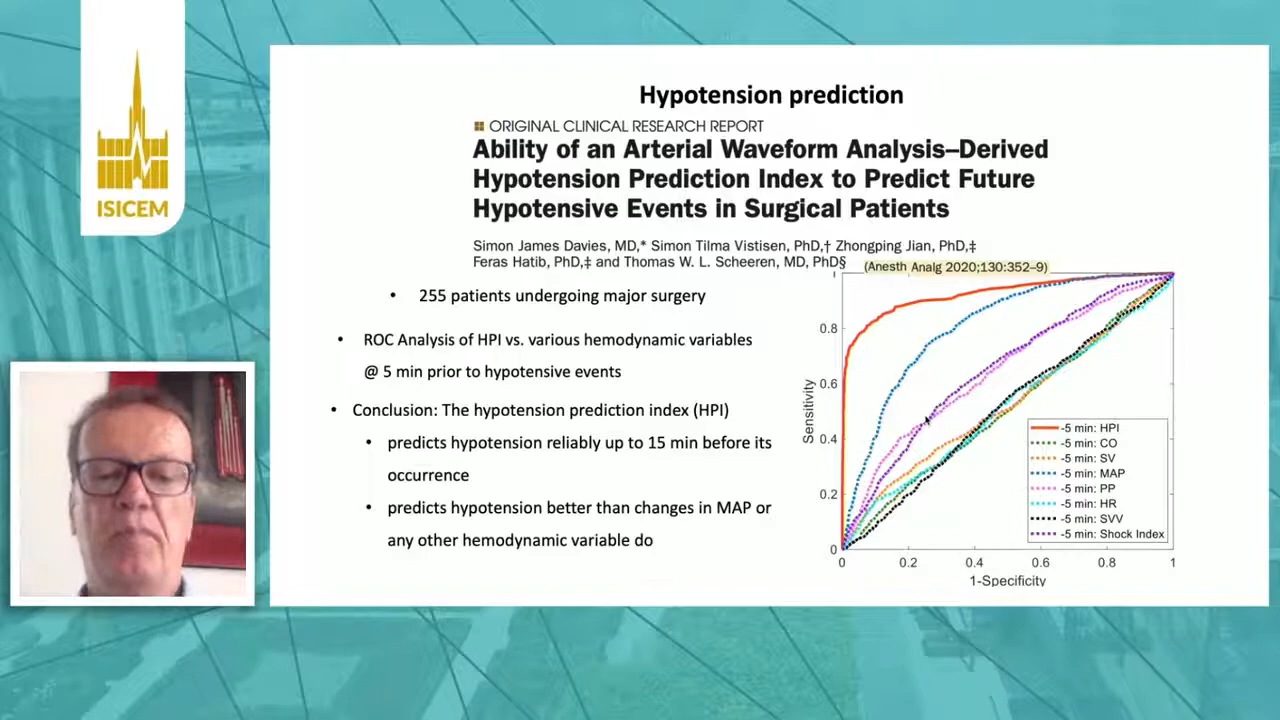 ISICEM
Hypotension prediction
ORIGINAL CLINICAL RESEARCH REPORT
Ability of an Arterial Waveform Analysis–Derived
Hypotension Prediction Index to Predict Future
Hypotensive Events in Surgical Patients
Simon James Davies, MD,* Simon Tilma Vistisen, PhD,† Zhongping Jian, PhD,‡
Feras Hatib, PhD,‡ and Thomas W. L. Scheeren, MD, PhD§
(Anesth Analg 2020;130:352–9)
• 255 patients undergoing major surgery
• ROC Analysis of HPI vs. various hemodynamic variables
@ 5 min prior to hypotensive events
• Conclusion: The hypotension prediction index (HPI)
• predicts hypotension reliably up to 15 min before its
occurrence
• predicts hypotension better than changes in MAP or
any other hemodynamic variable do
1
0.8
0.6
0.4
0.2
0
Sensitivity
-5 min: HPI
-5 min: CO
-5 min: SV
-5 min: MAP
-5 min: PP
-5 min: HR
-5 min: SVV
-5 min: Shock Index
0 0.2 0.4 0.6 0.8 1
1-Specificity